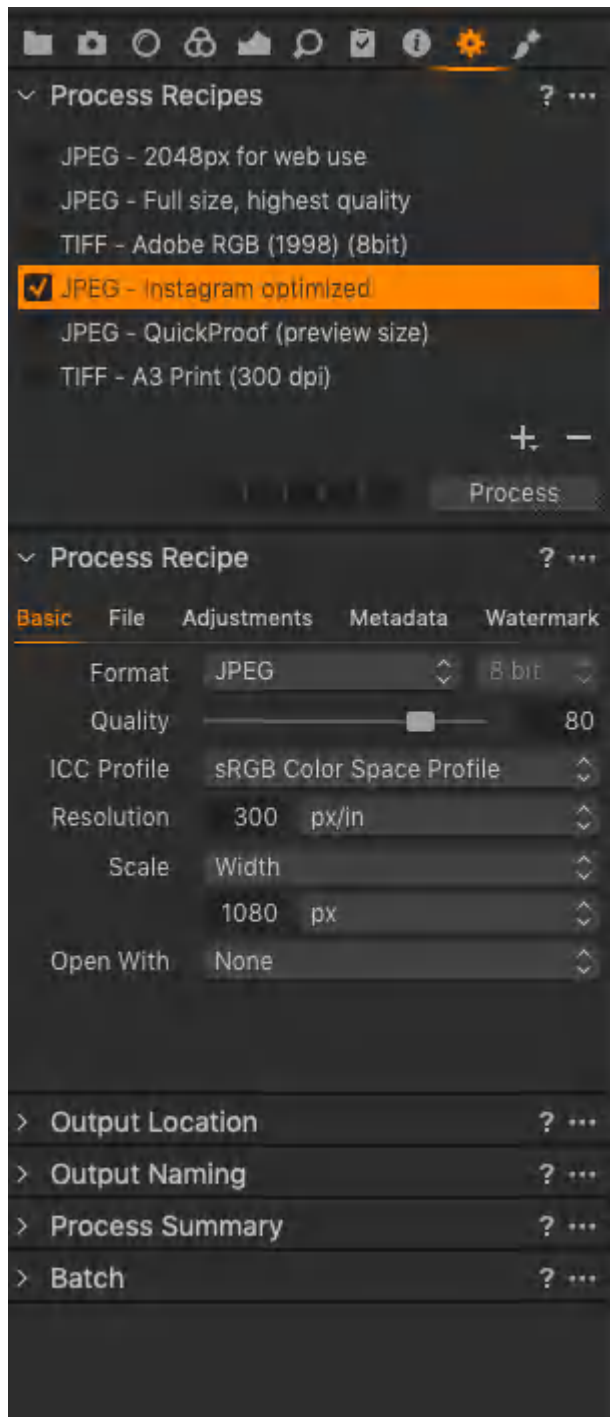 Process Recipes ? ...
JPEG - 2048px for web use
JPEG - Full size, highest quality
TIFF - Adobe RGB (1998) (8bit)
JPEG - Instagram optimized
JPEG - QuickProof (preview size)
TIFF - A3 Print (300 dpi)
Process
Process Recipe ? ...
Basic File Adjustments Metadata Watermark
Format JPEG 8 bit
Quality 80
ICC Profile sRGB Color Space Profile
Resolution 300 px/in
Scale Width
1080 px
Open With None
Output Location ? ...
Output Naming ? ...
Process Summary ? ...
Batch ? ...